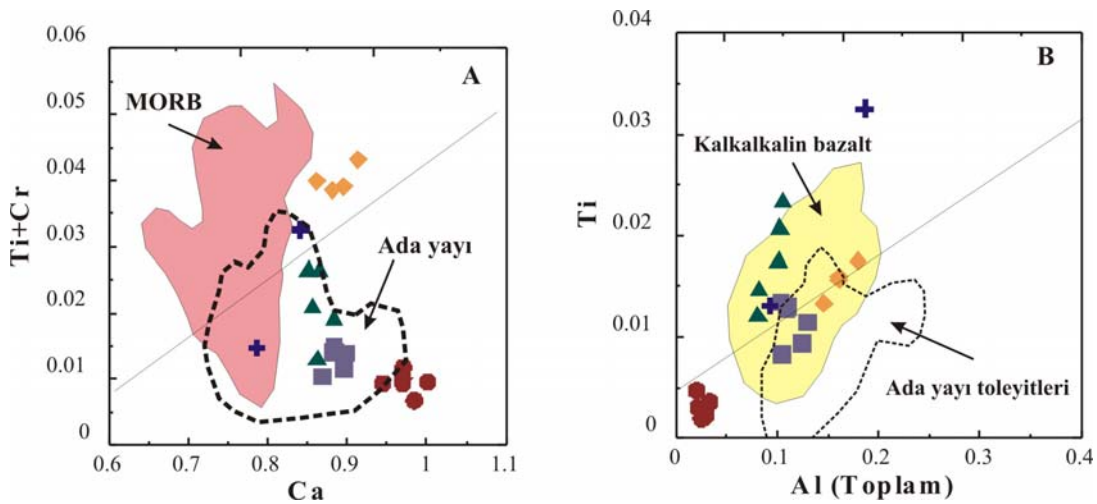 0.06
0.05
0.04
0.03
0.02
0.01
0
Ti+Cr
A
MORB
Ada yayı
0.6
0.7
0.8
0.9
1
1.1
Ca
0.04
0.03
0.02
0.01
0
Ti
B
Kalkalkalin bazalt
Ada yayı toleyitleri
0
0.1
0.2
0.3
0.4
Al (Toplam)